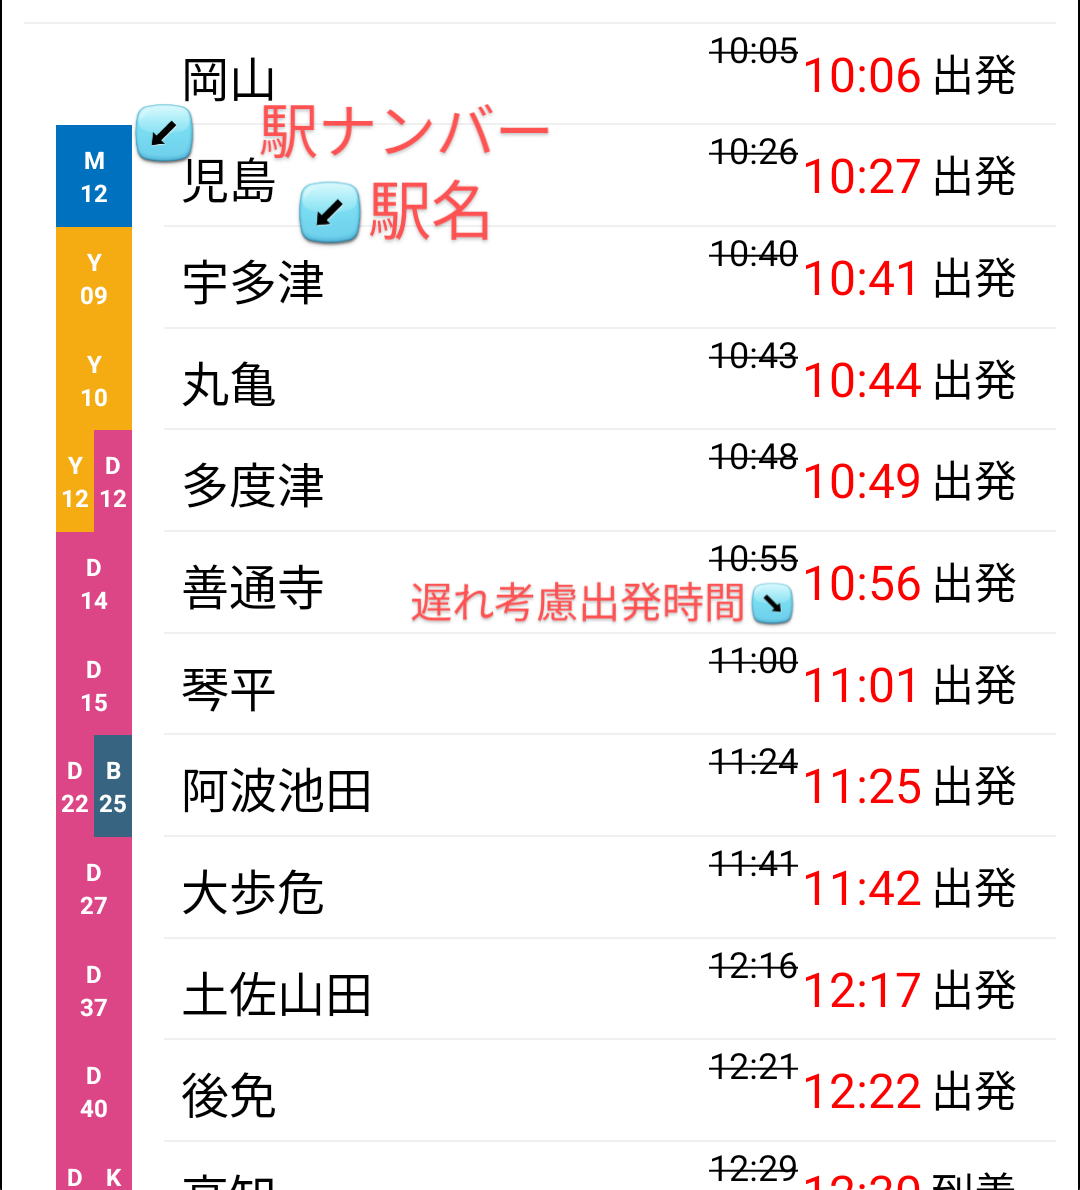 岡山 10:05 10:06 出発
駅ナンバー
M 12 児島 10:26 10:27 出発
駅名
Y 09 宇多津 10:40 10:41 出発
Y 10 丸亀 10:43 10:44 出発
Y 12 D 12 多度津 10:48 10:49 出発
D 14 善通寺 10:55 10:56 出発
遅れ考慮出発時間
D 15 琴平 11:00 11:01 出発
D 22 B 25 阿波池田 11:24 11:25 出発
D 27 大歩危 11:41 11:42 出発
D 37 土佐山田 12:16 12:17 出発
D 40 後免 12:21 12:22 出発
D K 高知 12:29 12:30 到着